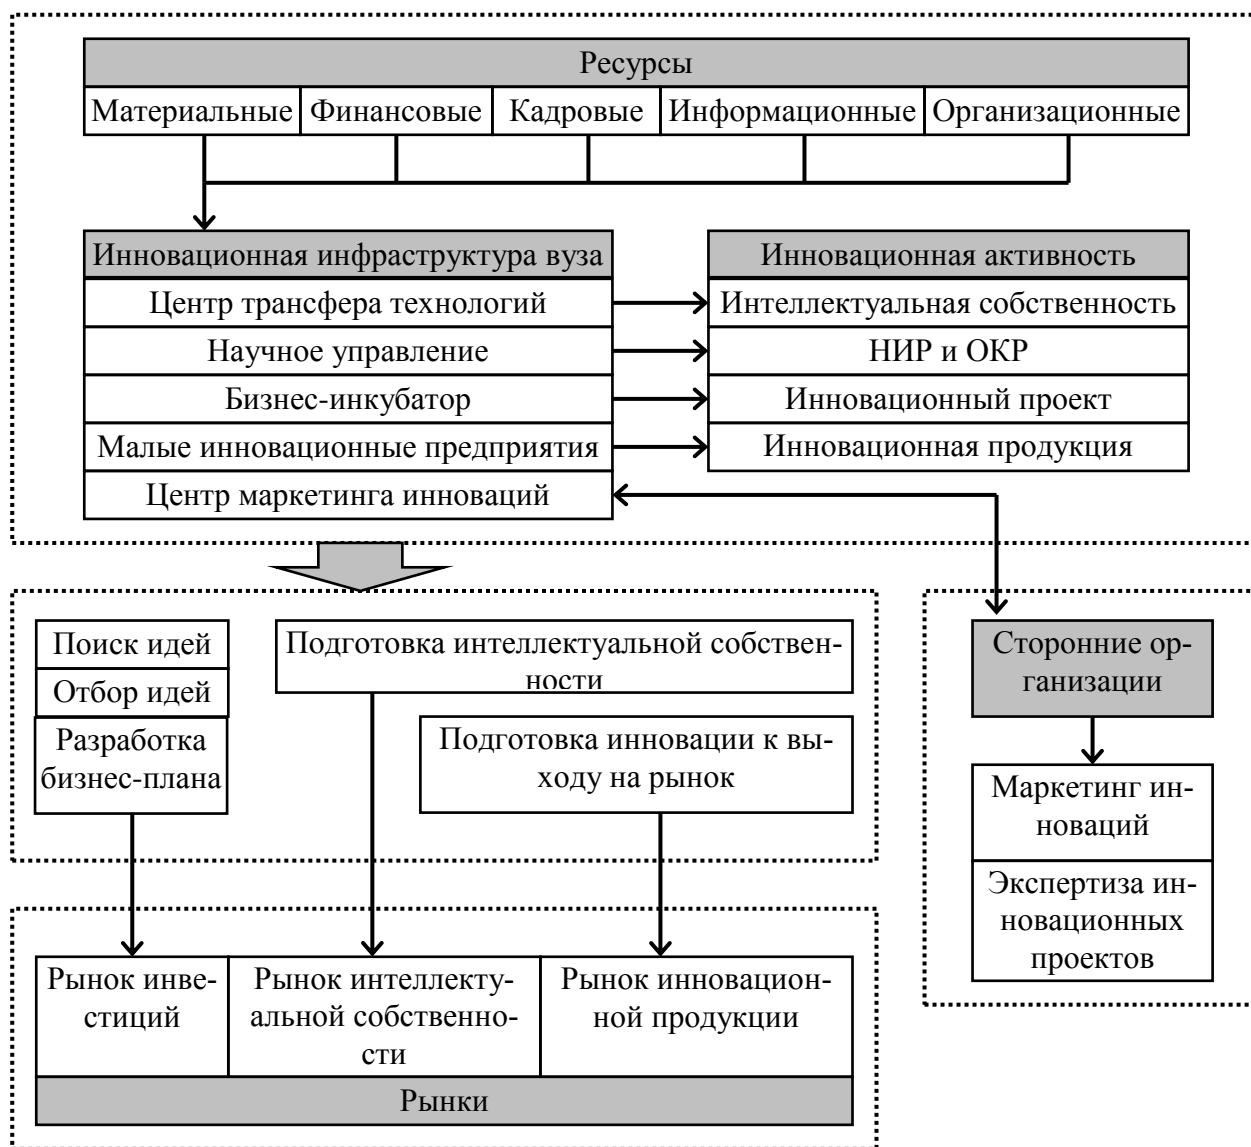 Ресурсы
Материальные
Финансовые
Кадровые
Информационные
Организационные
Инновационная инфраструктура вуза
Центр трансфера технологий
Научное управление
Бизнес-инкубатор
Малые инновационные предприятия
Центр маркетинга инноваций
Инновационная активность
Интеллектуальная собственность
НИР и ОКР
Инновационный проект
Инновационная продукция
Поиск идей
Отбор идей
Разработка
бизнес-плана
Подготовка интеллектуальной собствен-
ности
Подготовка инновации к вы-
ходу на рынок
Сторонние ор-
ганизации
Маркетинг ин-
новаций
Экспертиза ин-
новационных
проектов
Рынок инве-
стиций
Рынок интеллекту-
альной собственно-
сти
Рынок инновацион-
ной продукции
Рынки